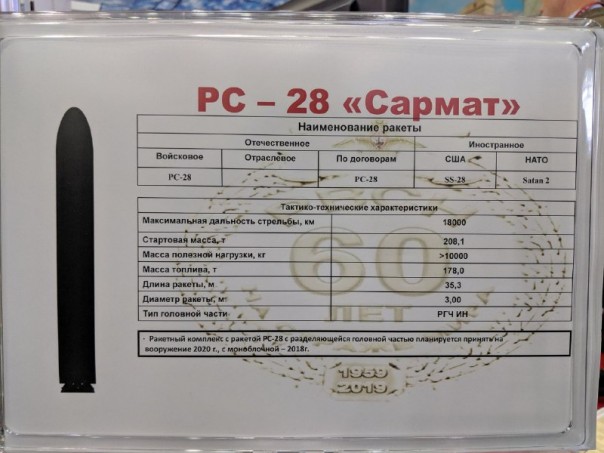 РС – 28 «Сармат»
Наименование ракеты
Отечественное Иностранное
Войсковое Отраслевое По договорам США НАТО
РС-28 РС-28 SS-28 Satan 2
Тактико-технические характеристики
Максимальная дальность стрельбы, км 18000
Стартовая масса, т 208,1
Масса полезной нагрузки, кг >10000
Масса топлива, т 178,0
Длина ракеты, м 35,3
Диаметр ракеты, м 3,00
Тип головной части РГЧ ИН
- Ракетный комплекс с ракетой РС-28 с разделяющейся головной частью планируется принять на
вооружение 2020 г., с моноблочной – 2018г.
60
ЛЕТ
1959
2019